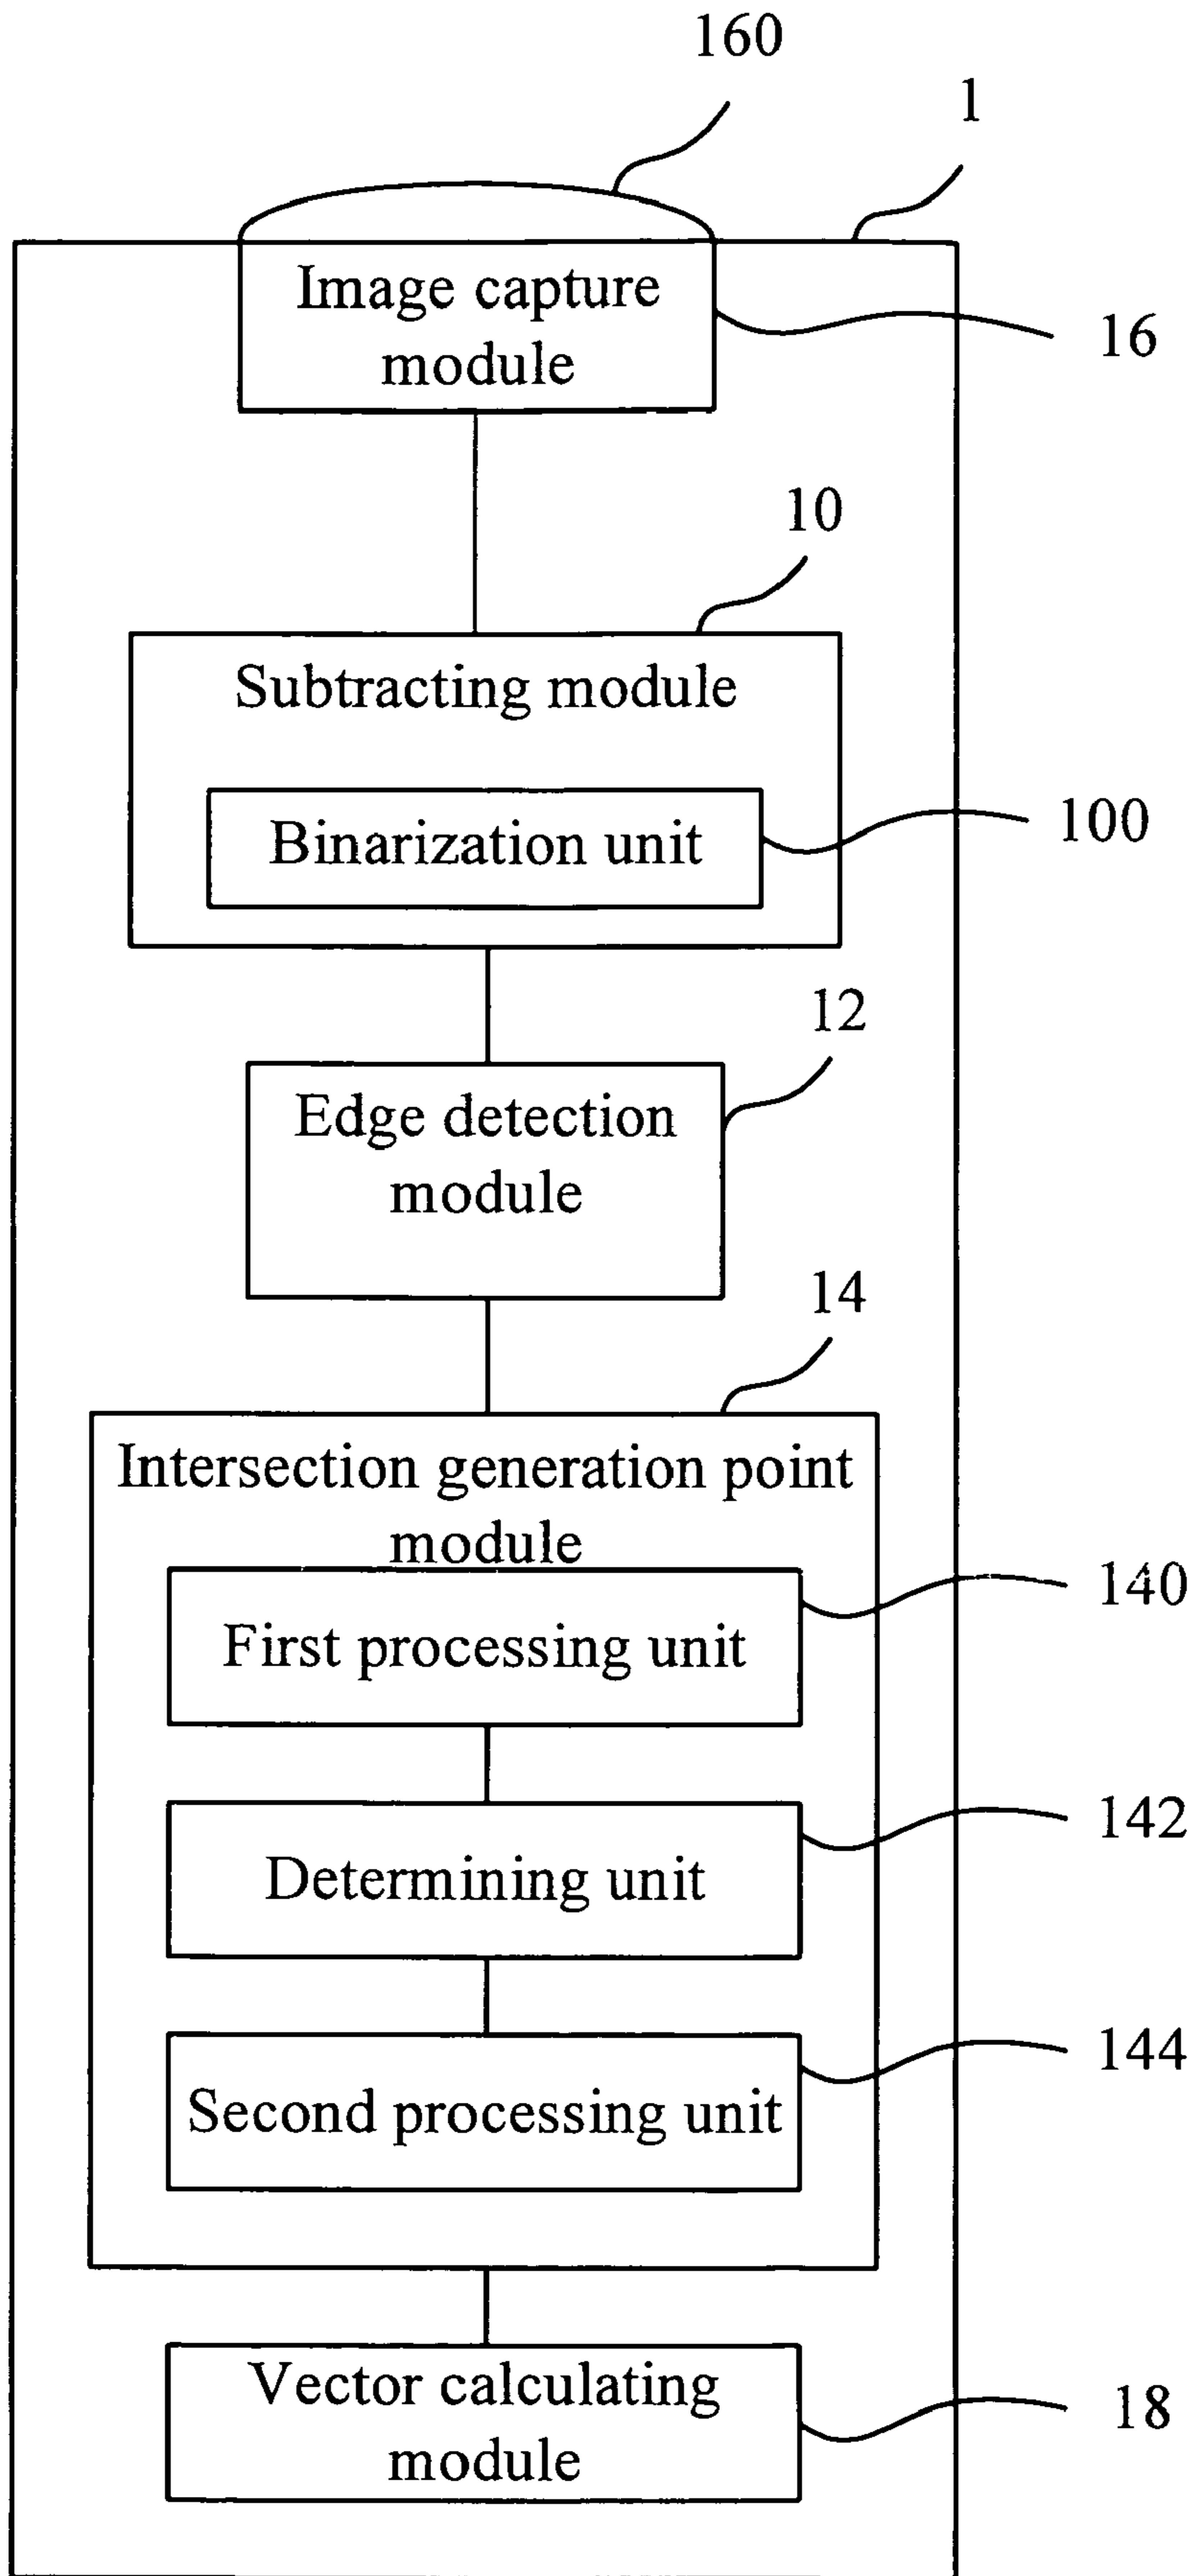 160
1
Image capture
module
16
10
Subtracting module
Binarization unit
100
12
Edge detection
module
14
Intersection generation point
module
140
First processing unit
142
Determining unit
144
Second processing unit
Vector calculating
module
18